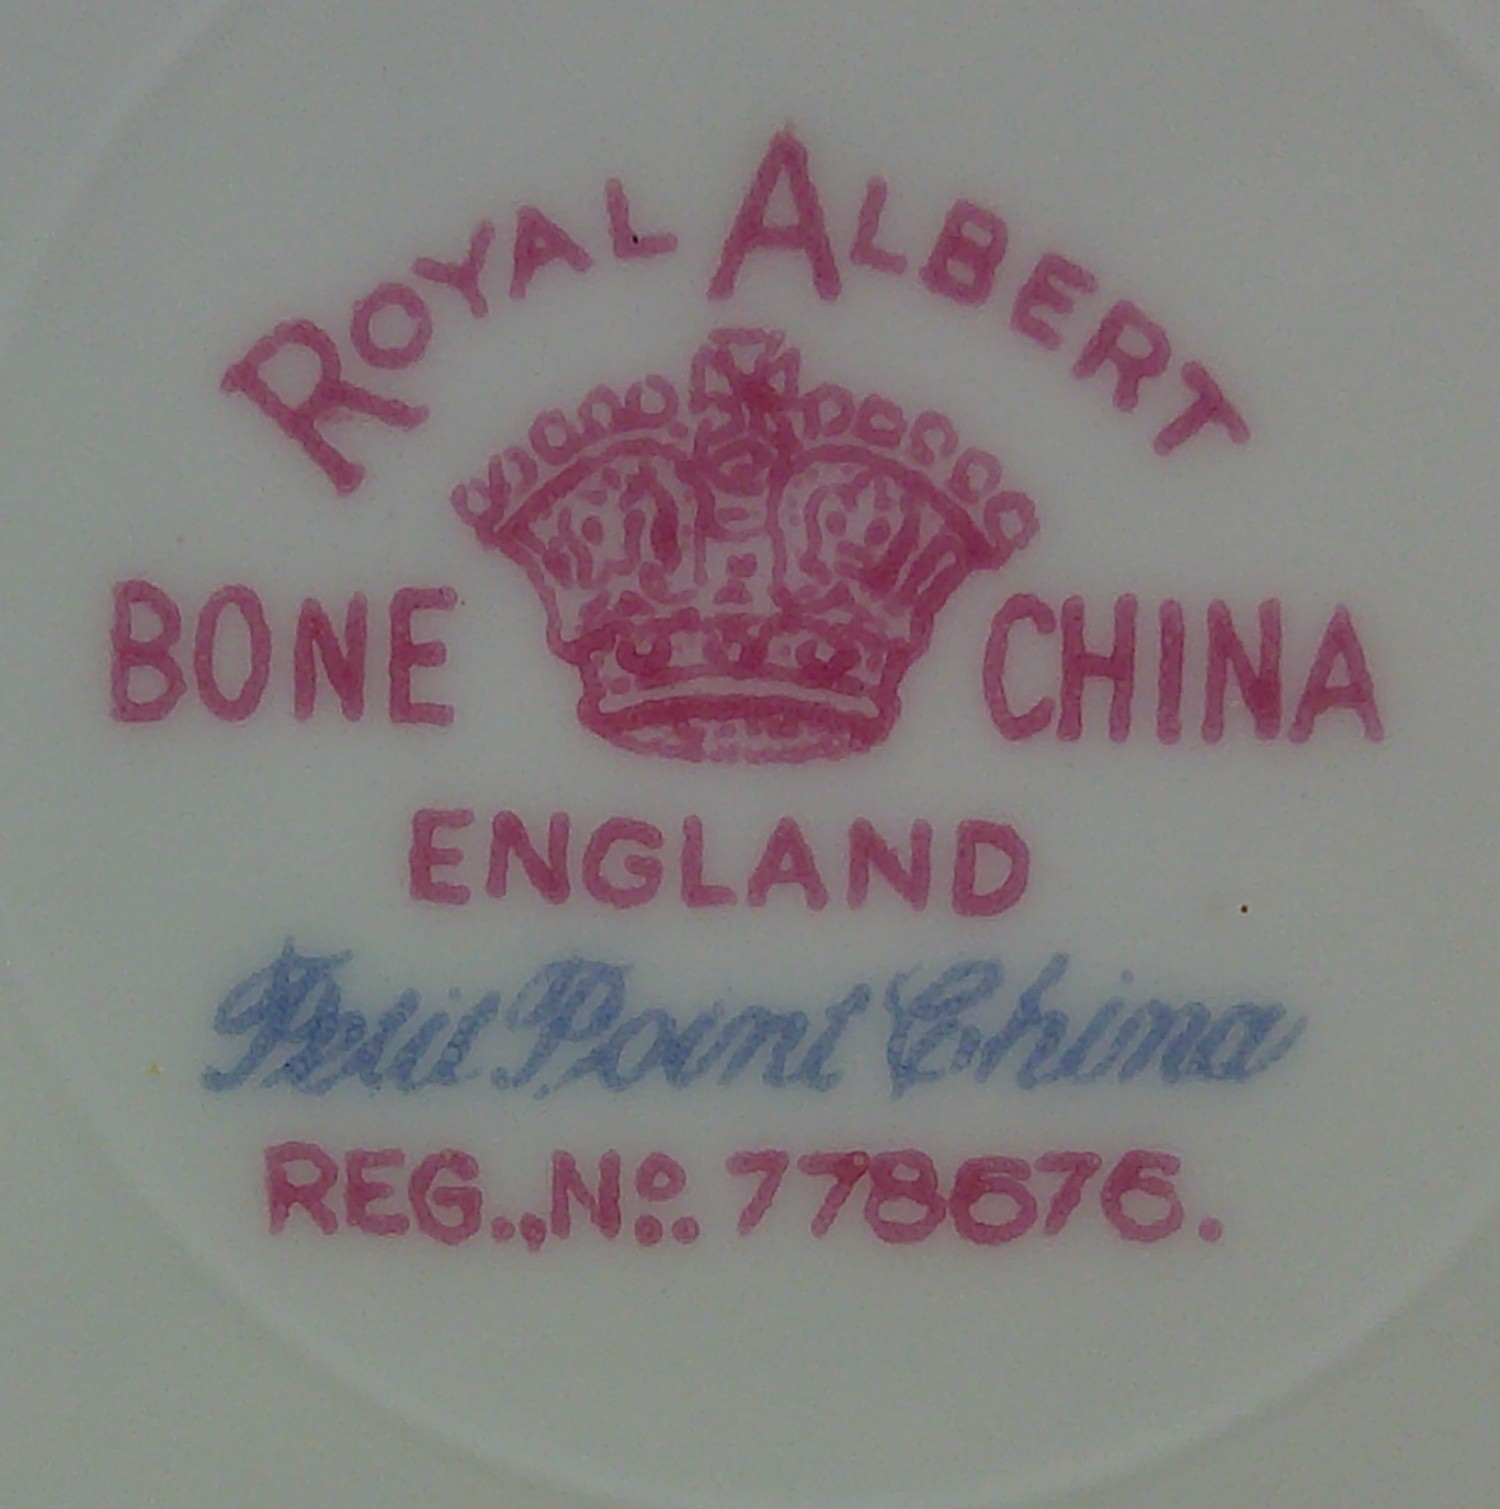 ROYAL ALBERT
BONE CHINA
ENGLAND
Petit Point China
REG., No. 778676.